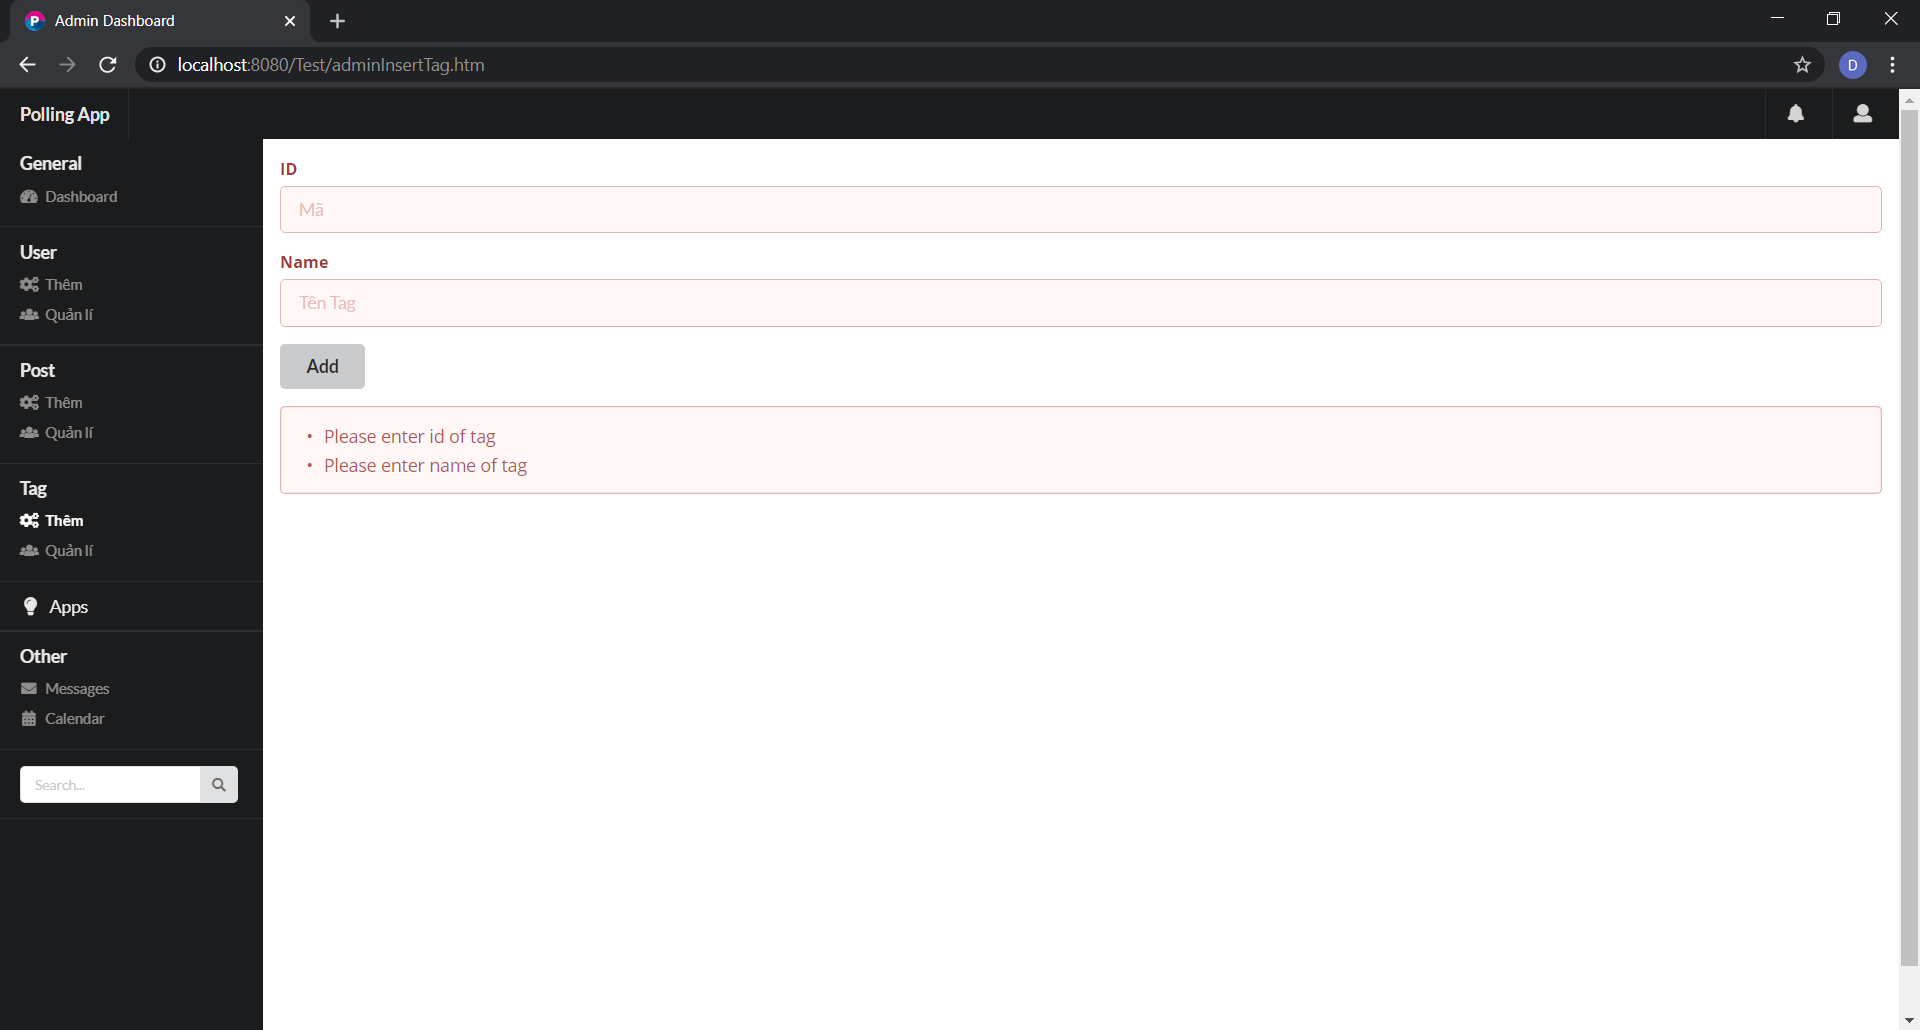 Admin Dashboard
localhost:8080/Test/adminInsertTag.htm
D
Polling App
General
Dashboard
User
Thêm
Quản lí
Post
Thêm
Quản lí
Tag
Thêm
Quản lí
Apps
Other
Messages
Calendar
Search...
ID
Mã
Name
Tên Tag
Add
• Please enter id of tag
• Please enter name of tag